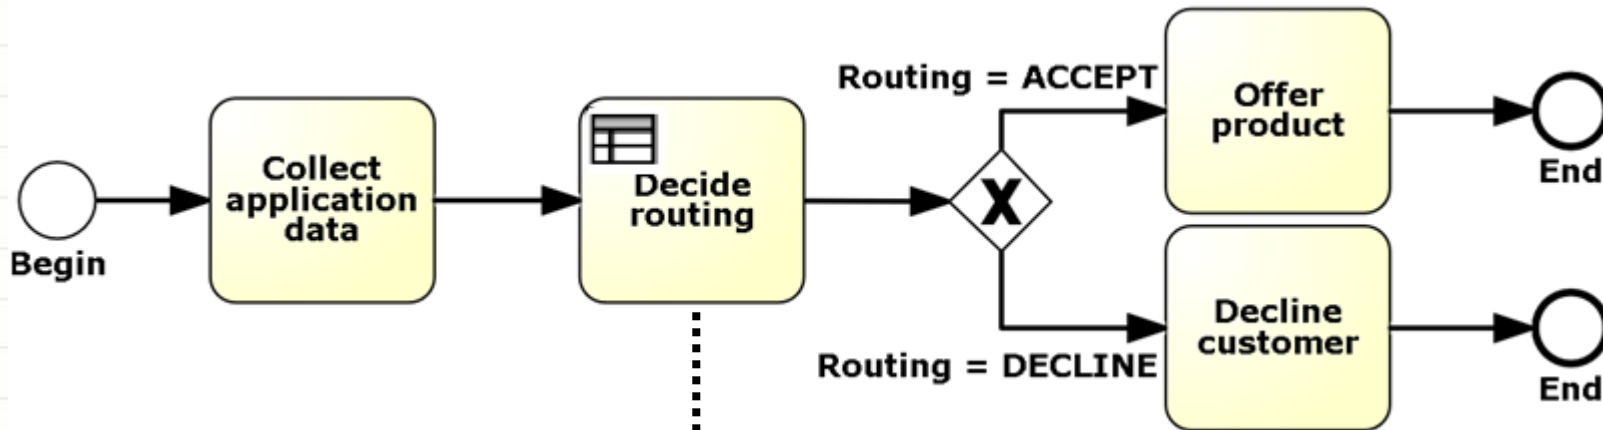 Begin
Collect
application
data
Decide
routing
X
Routing = ACCEPT
Offer
product
End
Routing = DECLINE
Decline
customer
End